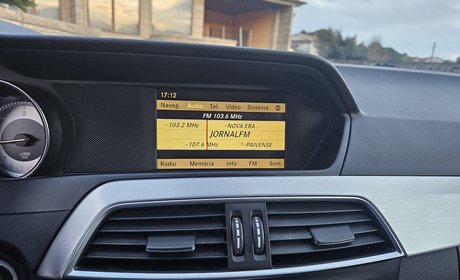 17:12
Naveg. Áudio Tel. Vídeo Sistema
FM 103.6 MHz
103.2 MHz NOVA ERA
JORNALFM
107.6 MHz PAIVENSE
Rádio Memória Info FM Som